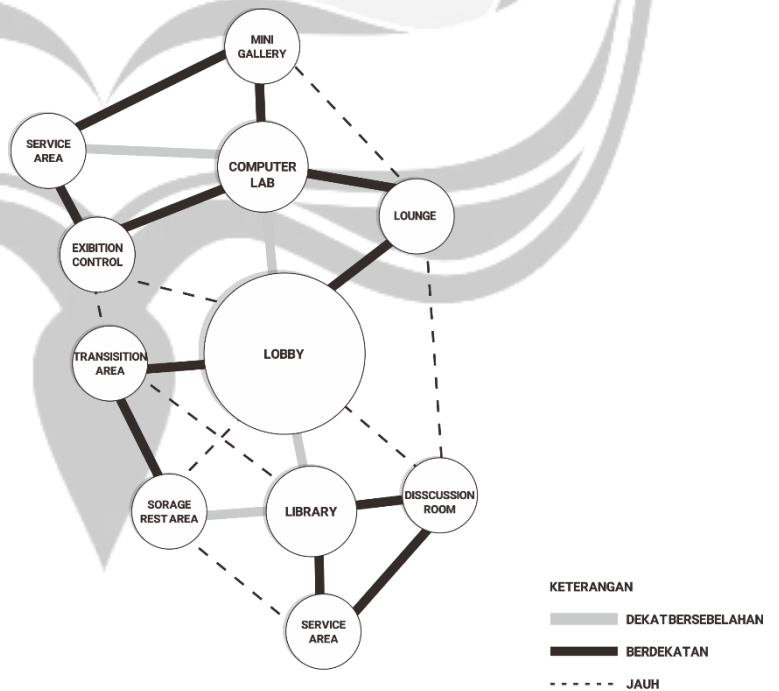 MINI
GALLERY
SERVICE
AREA
COMPUTER
LAB
LOUNGE
EXIBITION
CONTROL
LOBBY
TRANSISITION
AREA
SORAGE
REST AREA
LIBRARY
DISSCUSSION
ROOM
SERVICE
AREA
KETERANGAN
DEKAT BERSEBELAHAN
BERDEKATAN
JAUH